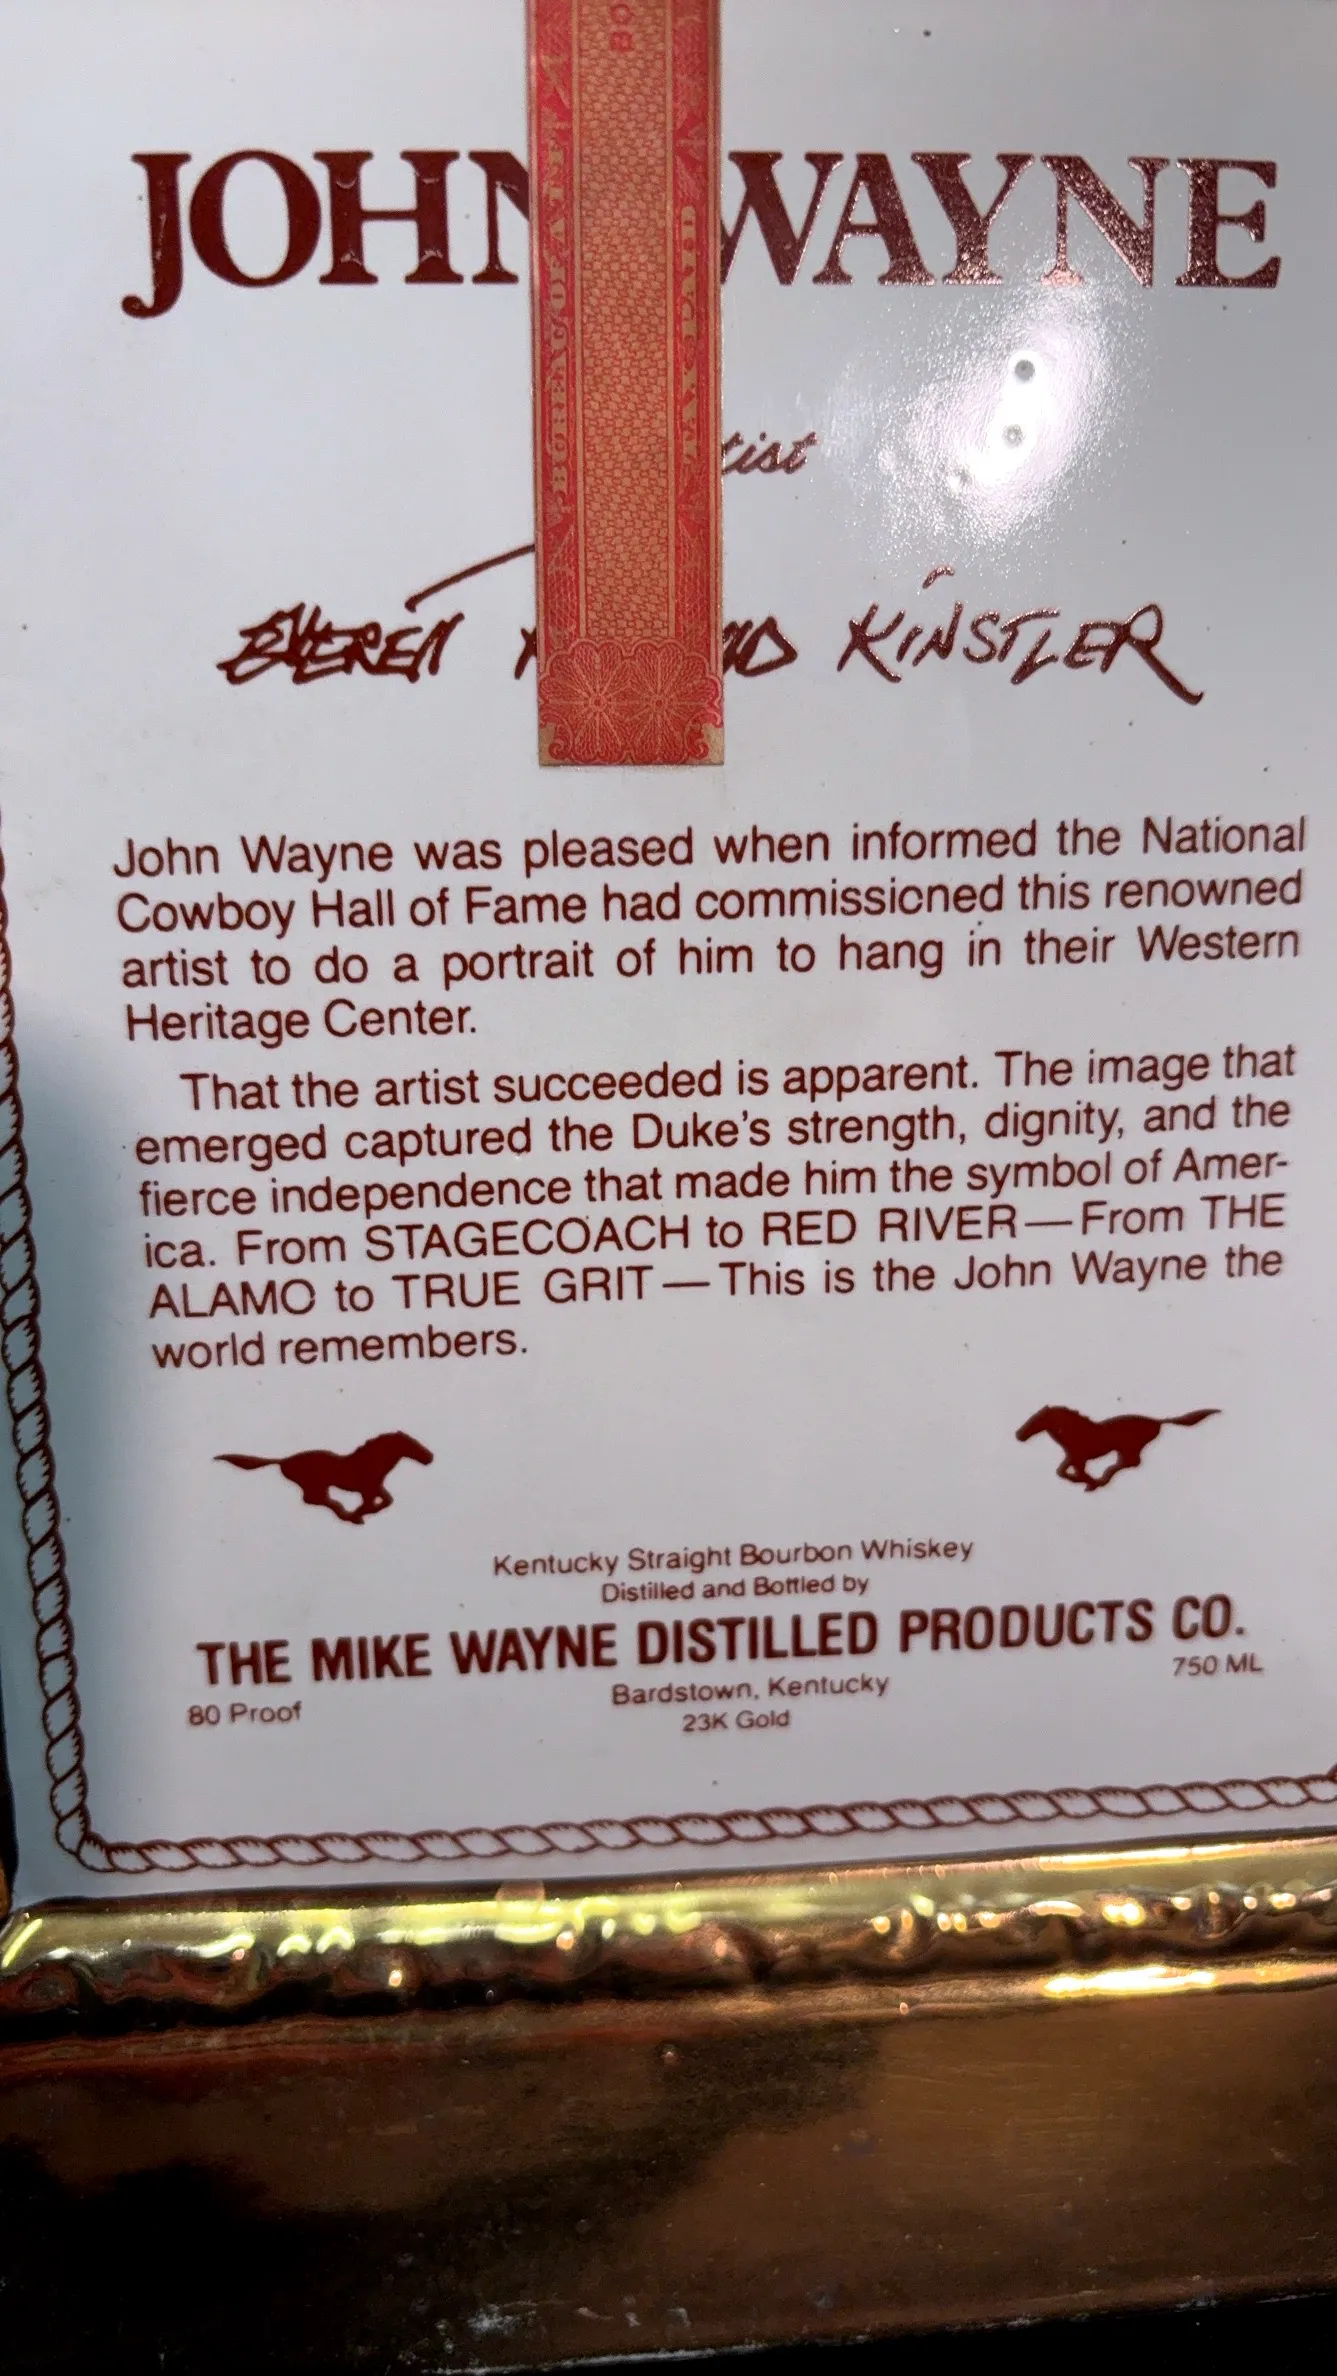 JOHN WAYNE
KINSTLER
BUREAU OF
TAX PAID
John Wayne was pleased when informed the National
Cowboy Hall of Fame had commissioned this renowned
artist to do a portrait of him to hang in their Western
Heritage Center.
That the artist succeeded is apparent. The image that
emerged captured the Duke's strength, dignity, and the
fierce independence that made him the symbol of Amer-
ica. From STAGECOACH to RED RIVER—From THE
ALAMO to TRUE GRIT—This is the John Wayne the
world remembers.
Kentucky Straight Bourbon Whiskey
Distilled and Bottled by
THE MIKE WAYNE DISTILLED PRODUCTS CO.
80 Proof Bardstown, Kentucky 750 ML
23K Gold